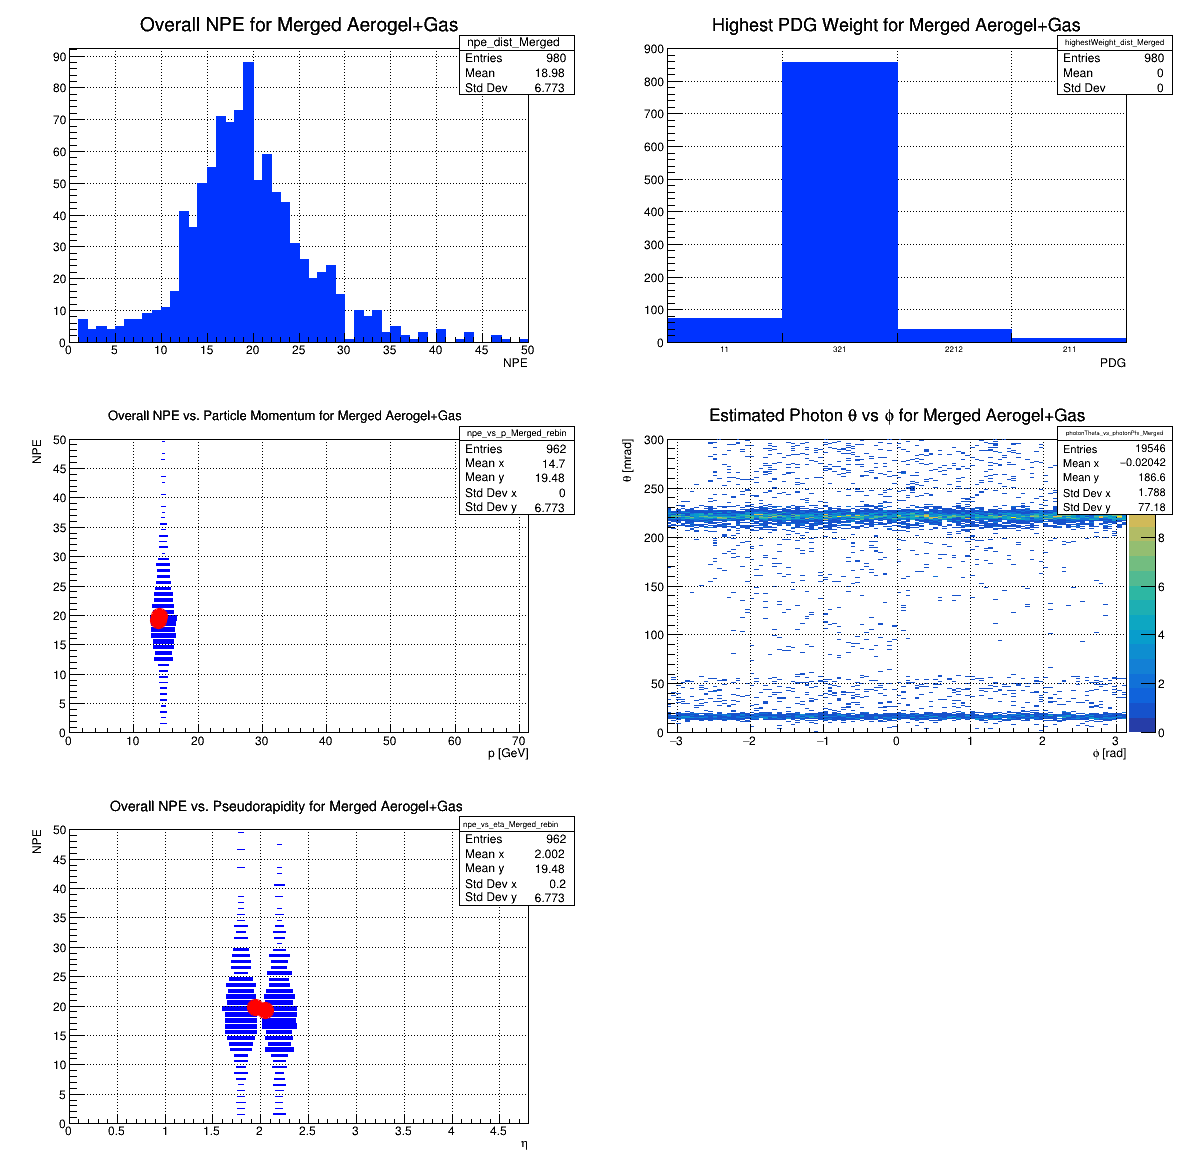 Overall NPE for Merged Aerogel+Gas
npe_dist_Merged
Entries 980
Mean 18.98
Std Dev 6.773
90
80
70
60
50
40
30
20
10
0
0 5 10 15 20 25 30 35 40 45 50
NPE
Highest PDG Weight for Merged Aerogel+Gas
highestWeight_dist_Merged
Entries 980
Mean 0
Std Dev 0
900
800
700
600
500
400
300
200
100
0
11 321 2212 211
PDG
Overall NPE vs. Particle Momentum for Merged Aerogel+Gas
npe_vs_p_Merged_rebin
Entries 962
Mean x 14.7
Mean y 19.48
Std Dev x 0
Std Dev y 6.773
NPE
50
45
40
35
30
25
20
15
10
5
0
0 10 20 30 40 50 60 70
p [GeV]
Estimated Photon θ vs ϕ for Merged Aerogel+Gas
photonTheta_vs_photonPhi_Merged
Entries 19546
Mean x −0.02042
Mean y 186.6
Std Dev x 1.788
Std Dev y 77.18
θ [mrad]
300
250
200
150
100
50
0
−3 −2 −1 0 1 2 3
ϕ [rad]
8
6
4
2
0
Overall NPE vs. Pseudorapidity for Merged Aerogel+Gas
npe_vs_eta_Merged_rebin
Entries 962
Mean x 2.002
Mean y 19.48
Std Dev x 0.2
Std Dev y 6.773
NPE
50
45
40
35
30
25
20
15
10
5
0
0 0.5 1 1.5 2 2.5 3 3.5 4 4.5
η